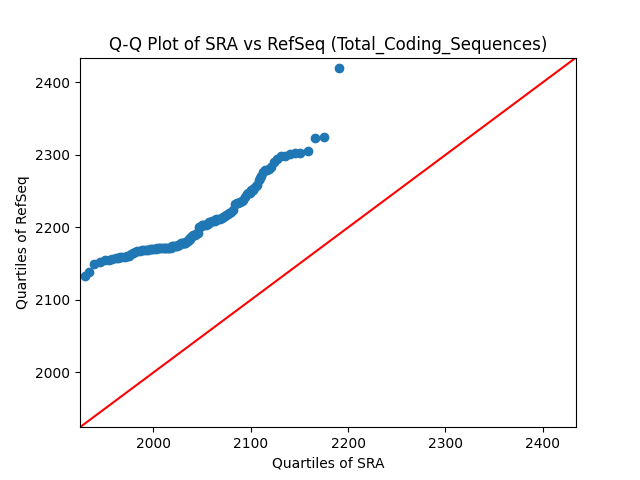 Q-Q Plot of SRA vs RefSeq (Total_Coding_Sequences)
2400
2300
2200
2100
2000
Quartiles of RefSeq
2000 2100 2200 2300 2400
Quartiles of SRA